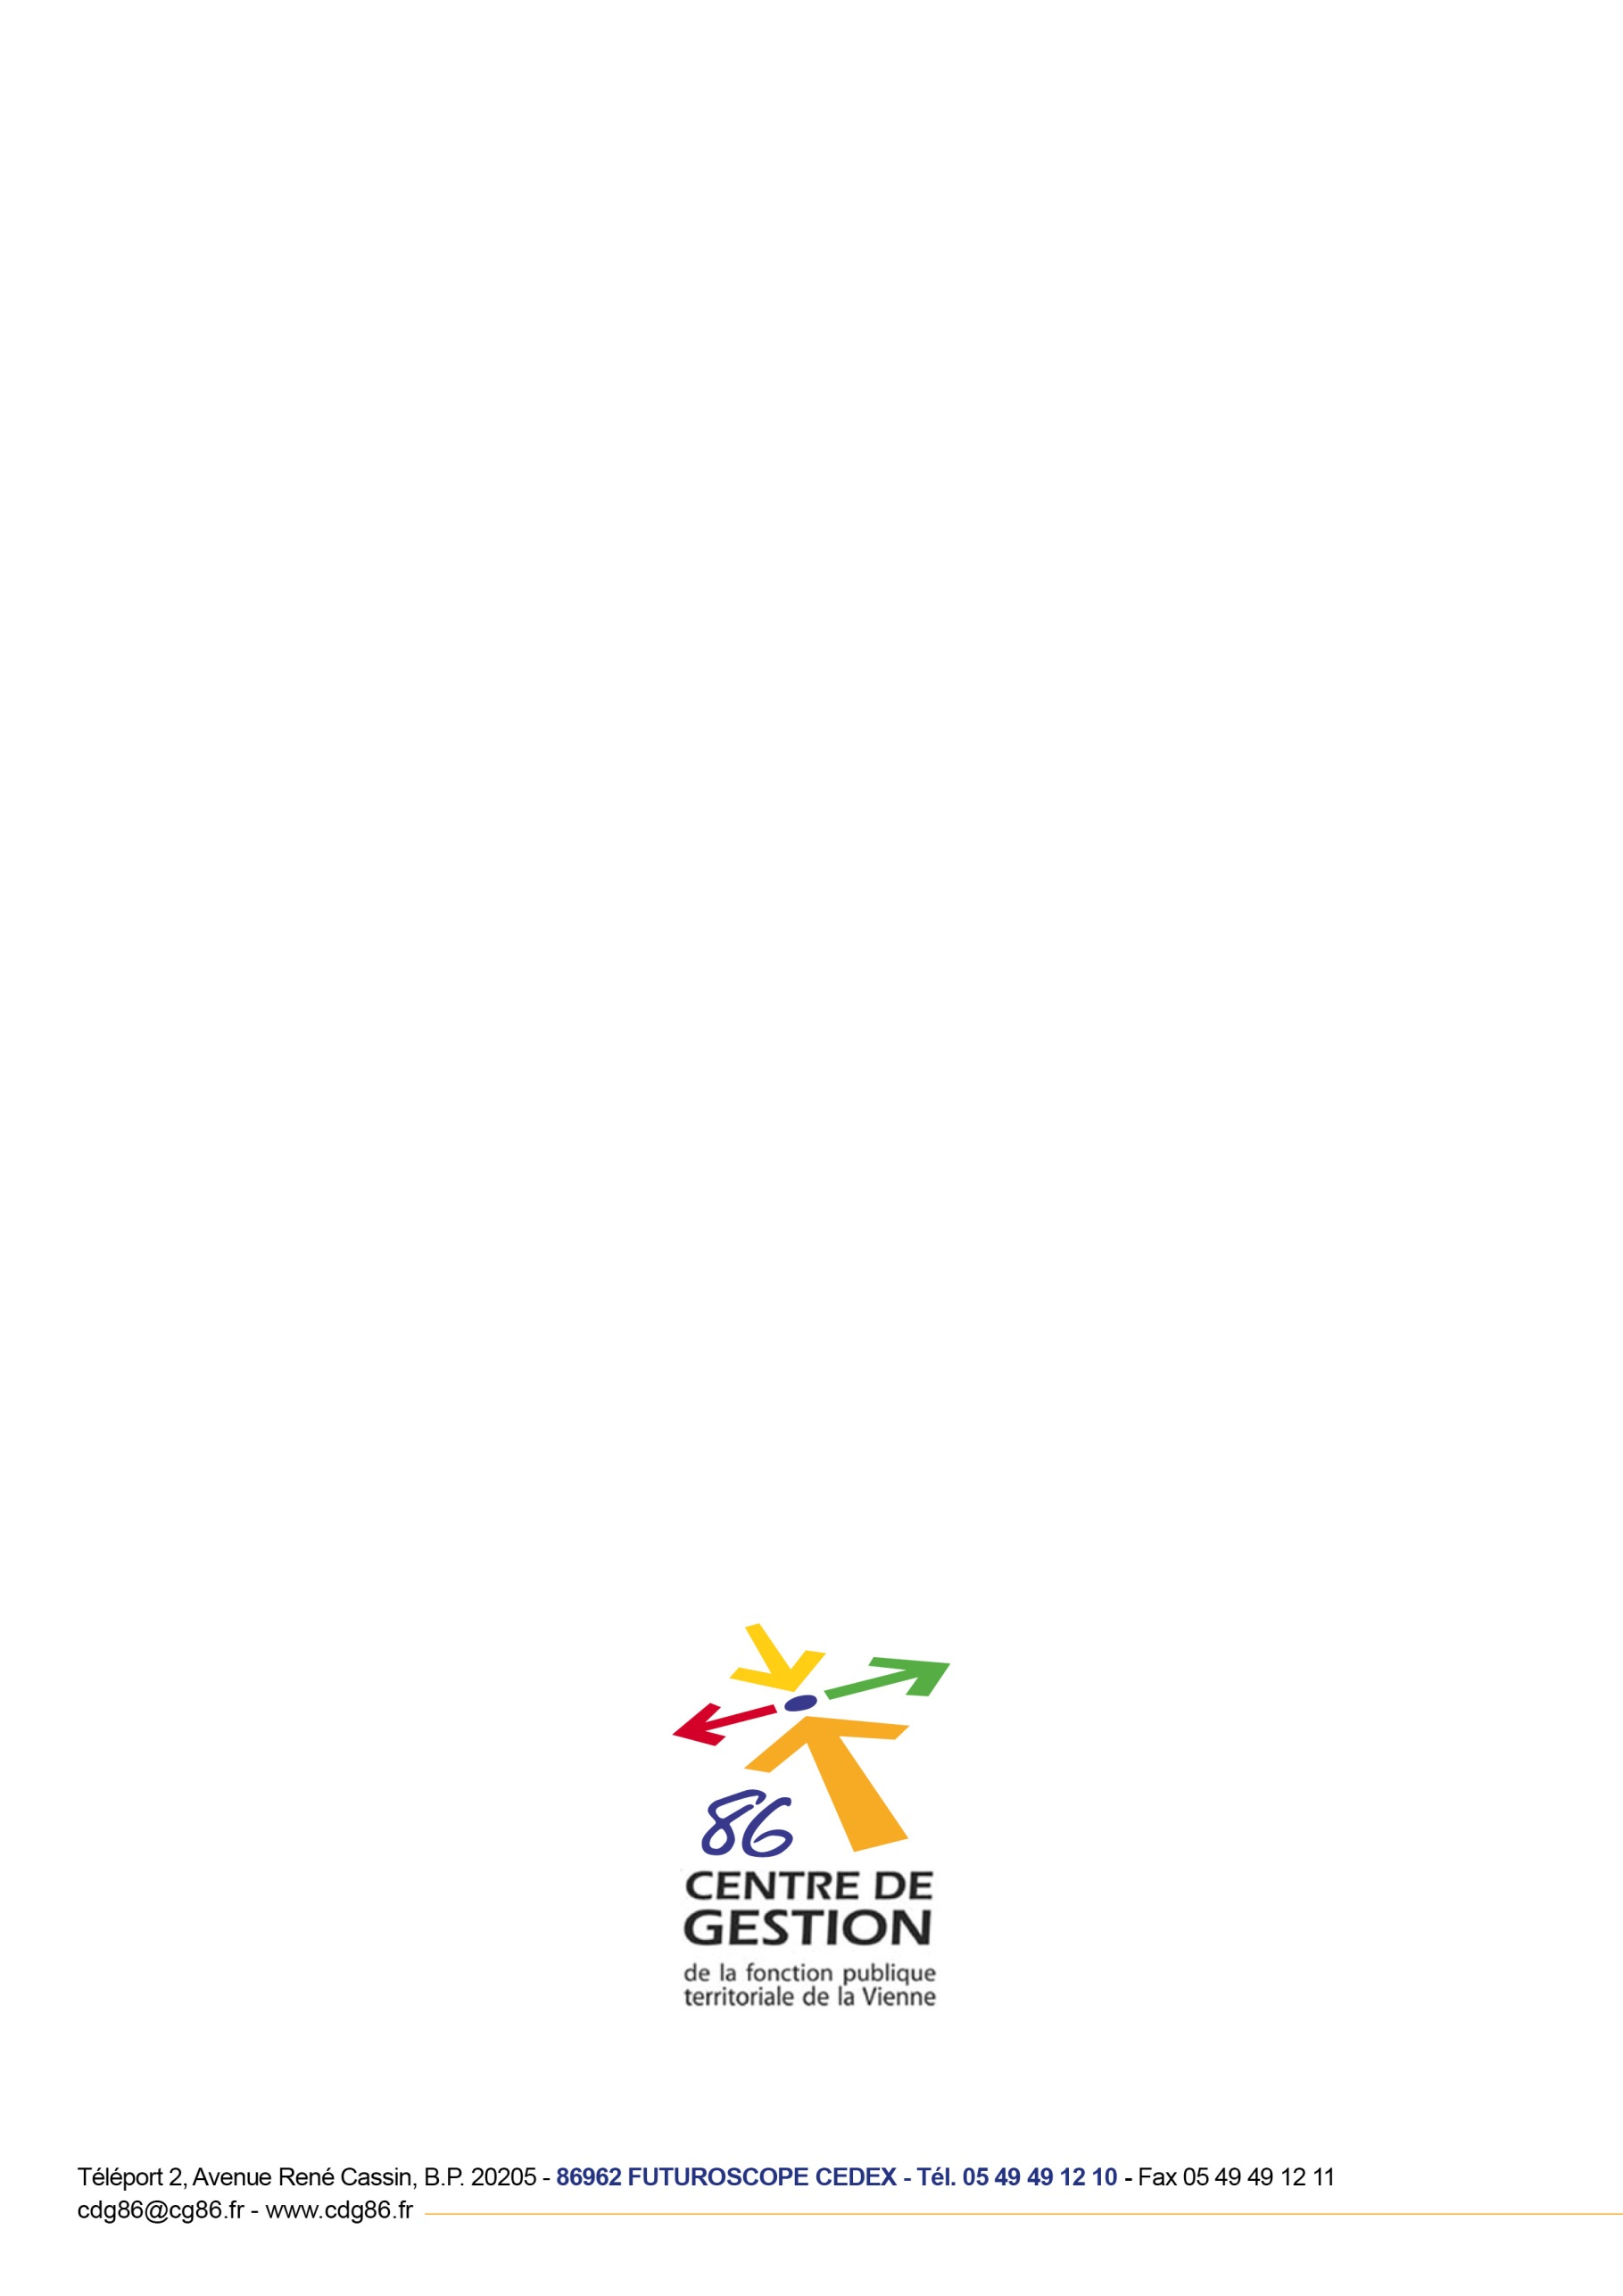 86
CENTRE DE
GESTION
de la fonction publique
territoriale de la Vienne
Téléport 2, Avenue René Cassin, B.P. 20205 - 86962 FUTUROSCOPE CEDEX - Tél. 05 49 49 12 10 - Fax 05 49 49 12 11
cdg86@cg86.fr - www.cdg86.fr